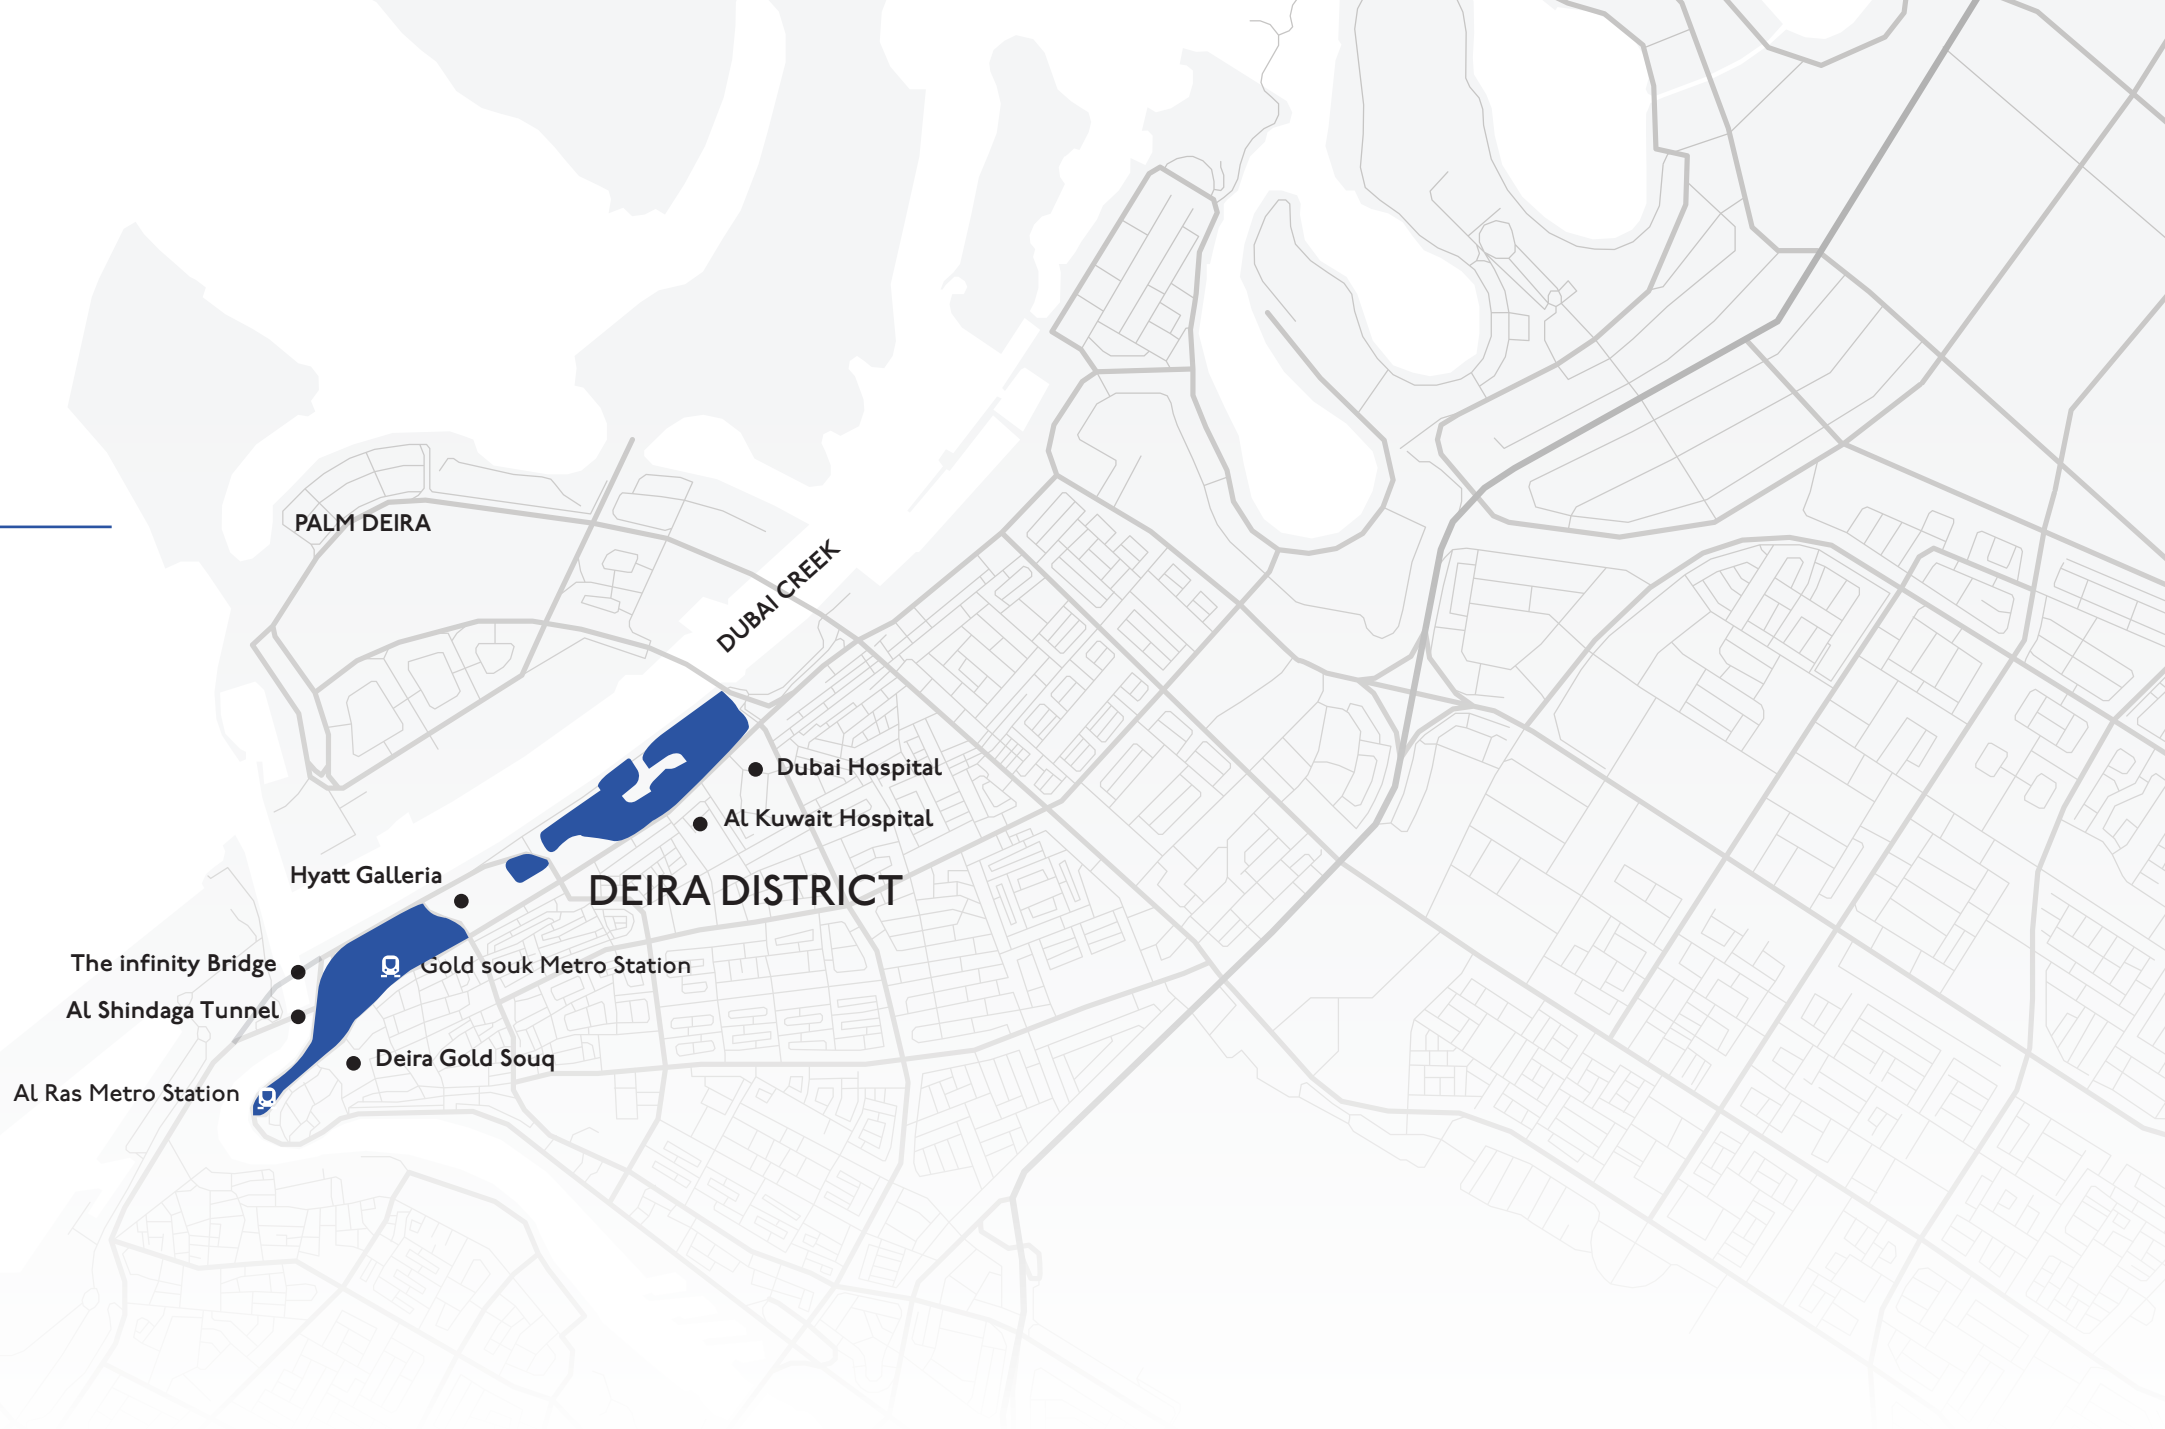 PALM DEIRA
DUBAI CREEK
Dubai Hospital
Al Kuwait Hospital
Hyatt Galleria
DEIRA DISTRICT
The infinity Bridge
Gold souk Metro Station
Al Shindaga Tunnel
Deira Gold Souq
Al Ras Metro Station